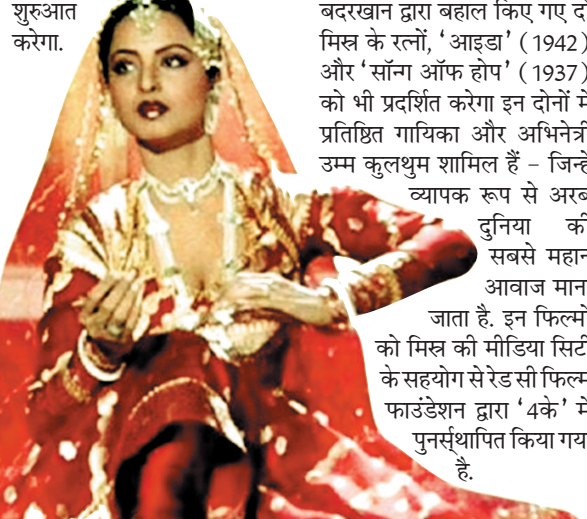 शुरुआत
करेगा.
बदरखान द्वारा बहाल किए गए दो
मिस्र के रत्नों, ‘आइडा’ (1942)
और ‘सॉन्ग ऑफ होप’ (1937)
को भी प्रदर्शित करेगा इन दोनों में
प्रतिष्ठित गायिका और अभिनेत्री
उम्म कुलथुम शामिल हैं – जिन्हें
व्यापक रूप से अरब
दुनिया की
सबसे महान
आवाज माना
जाता है. इन फिल्मों
को मिस्र की मीडिया सिटी
के सहयोग से रेड सी फिल्म
फाउंडेशन द्वारा ‘4के’ में
पुनर्स्थापित किया गया
है.